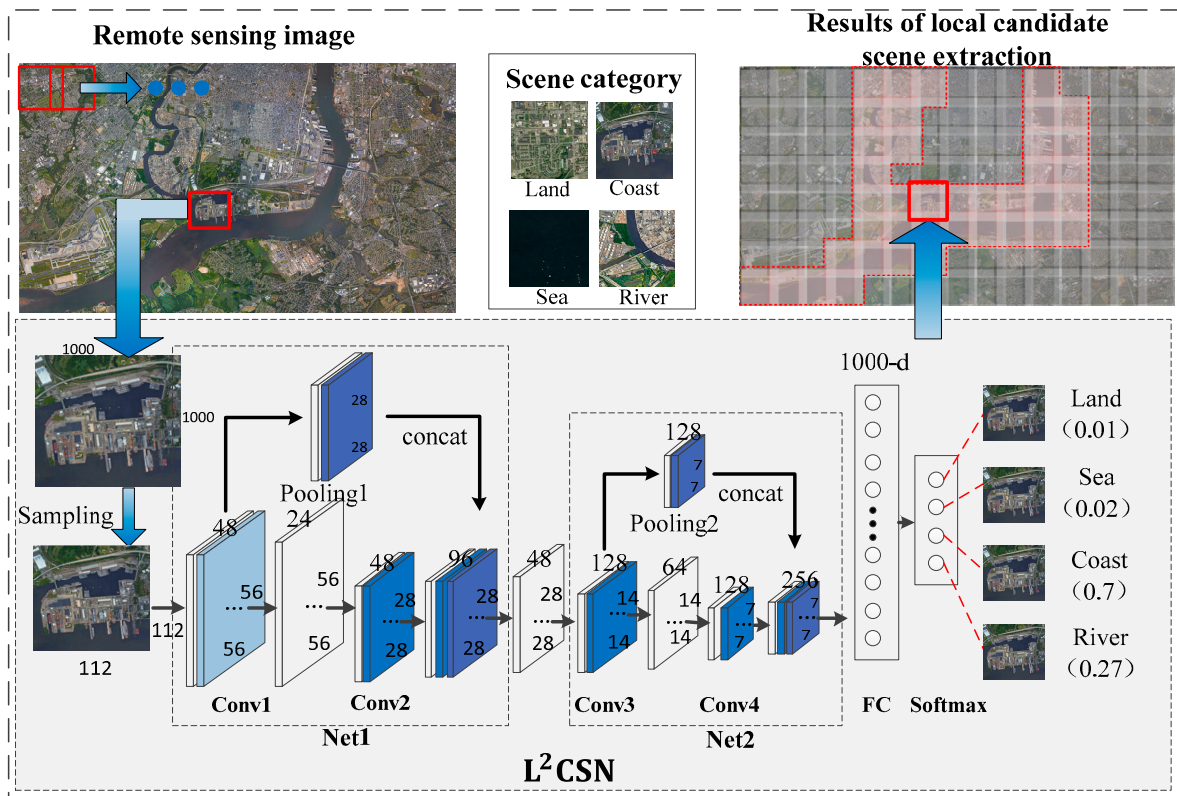 Remote sensing image
Scene category
Land
Coast
Sea
River
Results of local candidate
scene extraction
1000
1000
Sampling
112
112
48
56
56
Conv1
28
28
Pooling1
concat
24
56
56
48
28
28
Conv2
96
28
28
Net1
48
28
28
128
14
14
Conv3
128
7
7
Pooling2
concat
64
14
14
128
7
7
Conv4
256
7
7
Net2
1000-d
FC
Softmax
Land
(0.01)
Sea
(0.02)
Coast
(0.7)
River
(0.27)
L²CSN